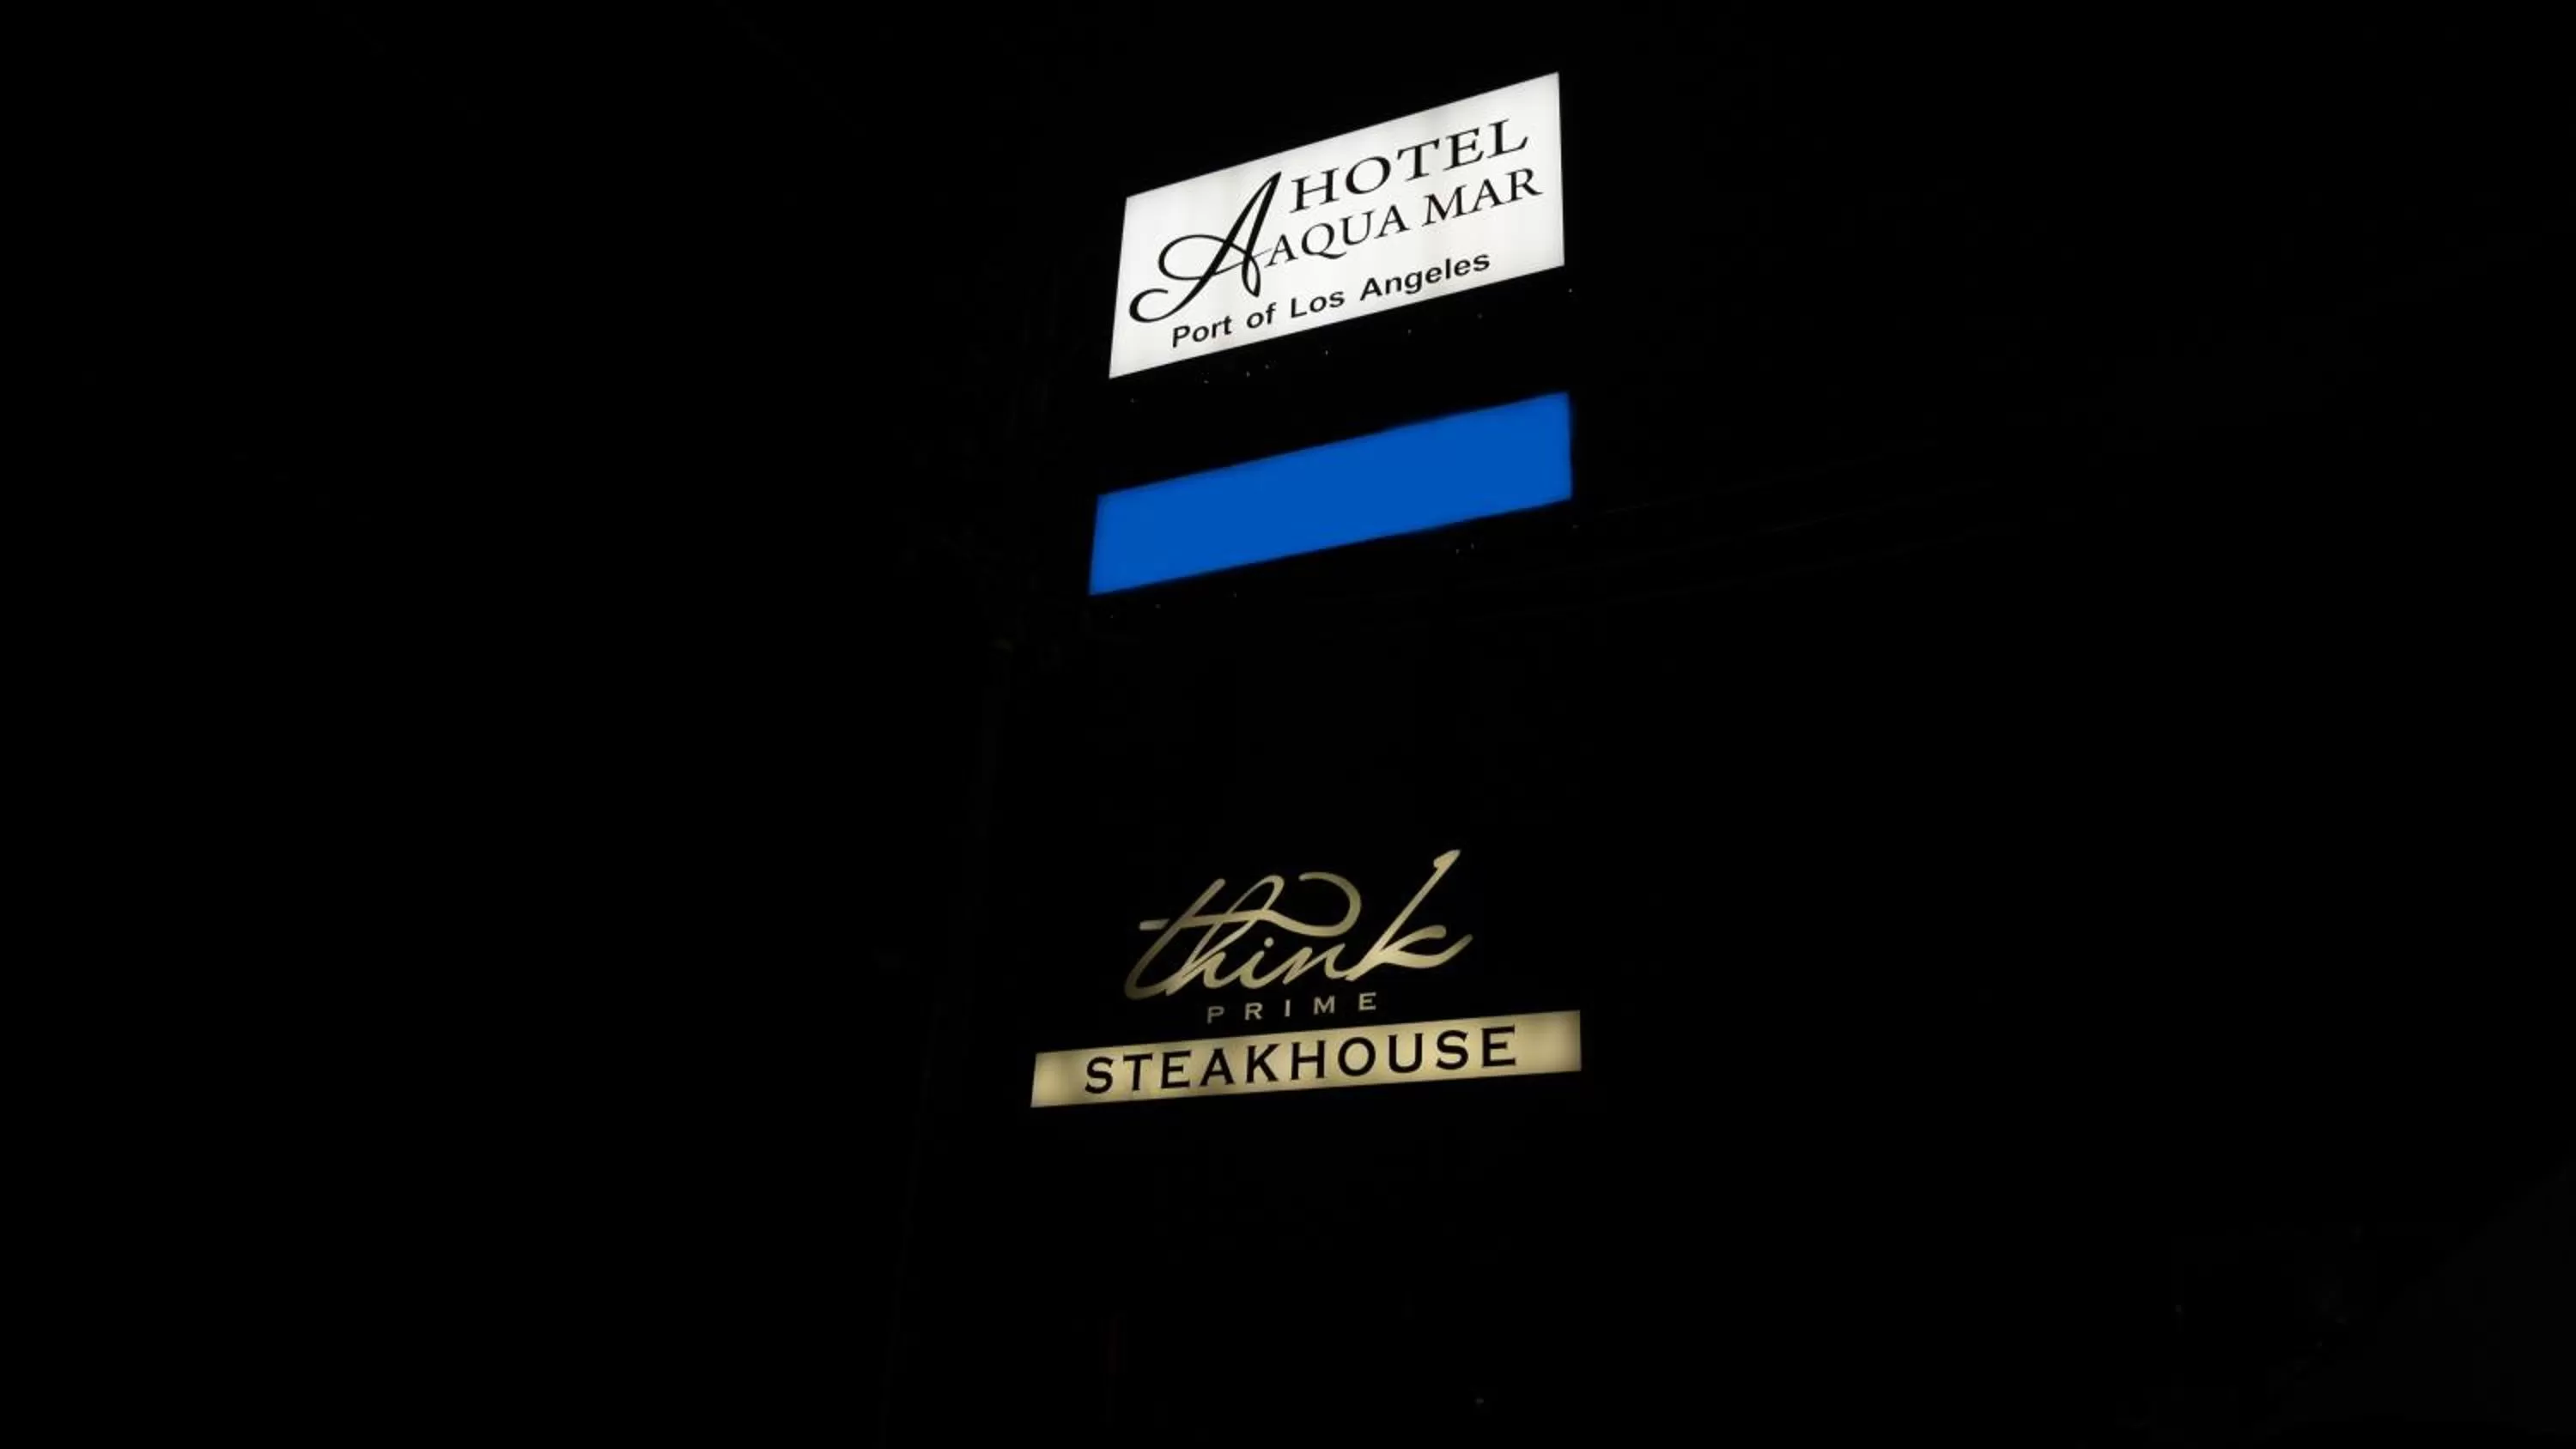 A HOTEL
AQUA MAR
Port of Los Angeles
think
PRIME
STEAKHOUSE